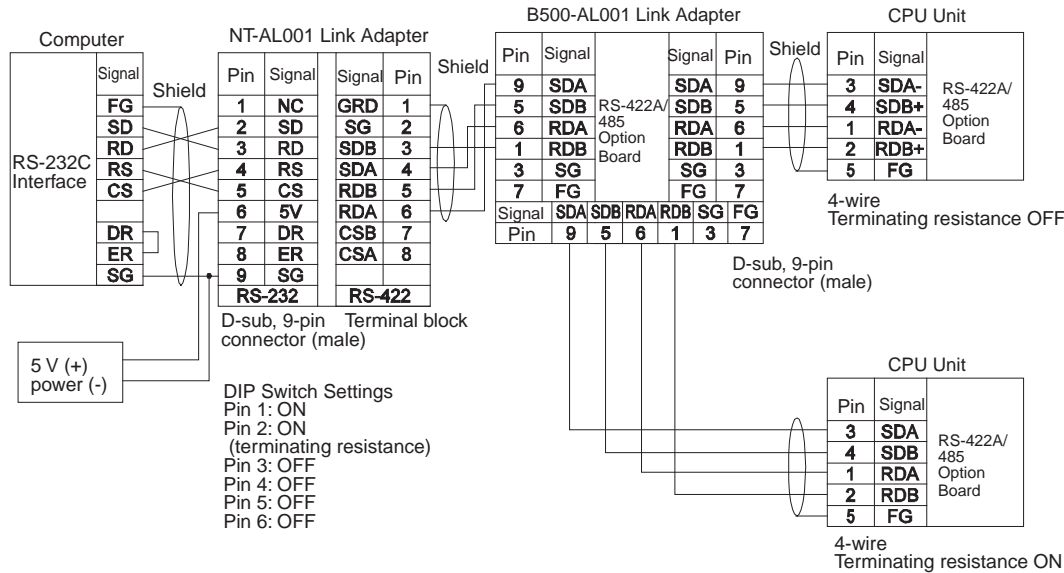 Computer
Signal
FG
SD
RD
RS
CS
DR
ER
SG
RS-232C
Interface
Shield
5 V (+)
power (-)
NT-AL001 Link Adapter
Pin Signal Signal Pin
1 NC GRD 1
2 SD SG 2
3 RD SDB 3
4 RS SDA 4
5 CS RDB 5
6 5V RDA 6
7 DR CSB 7
8 ER CSA 8
9 SG
RS-232 RS-422
D-sub, 9-pin Terminal block
connector (male)
DIP Switch Settings
Pin 1: ON
Pin 2: ON
(terminating resistance)
Pin 3: OFF
Pin 4: OFF
Pin 5: OFF
Pin 6: OFF
Shield
B500-AL001 Link Adapter
Pin Signal Signal Pin
9 SDA SDA 9
5 SDB SDB 5
6 RDA RDA 6
1 RDB RDB 1
3 SG SG 3
7 FG FG 7
RS-422A/
485
Option
Board
Signal SDA SDB RDA RDB SG FG
Pin 9 5 6 1 3 7
D-sub, 9-pin
connector (male)
Shield
CPU Unit
Pin Signal
3 SDA-
4 SDB+
1 RDA-
2 RDB+
5 FG
RS-422A/
485
Option
Board
4-wire
Terminating resistance OFF
CPU Unit
Pin Signal
3 SDA
4 SDB
1 RDA
2 RDB
5 FG
RS-422A/
485
Option
Board
4-wire
Terminating resistance ON